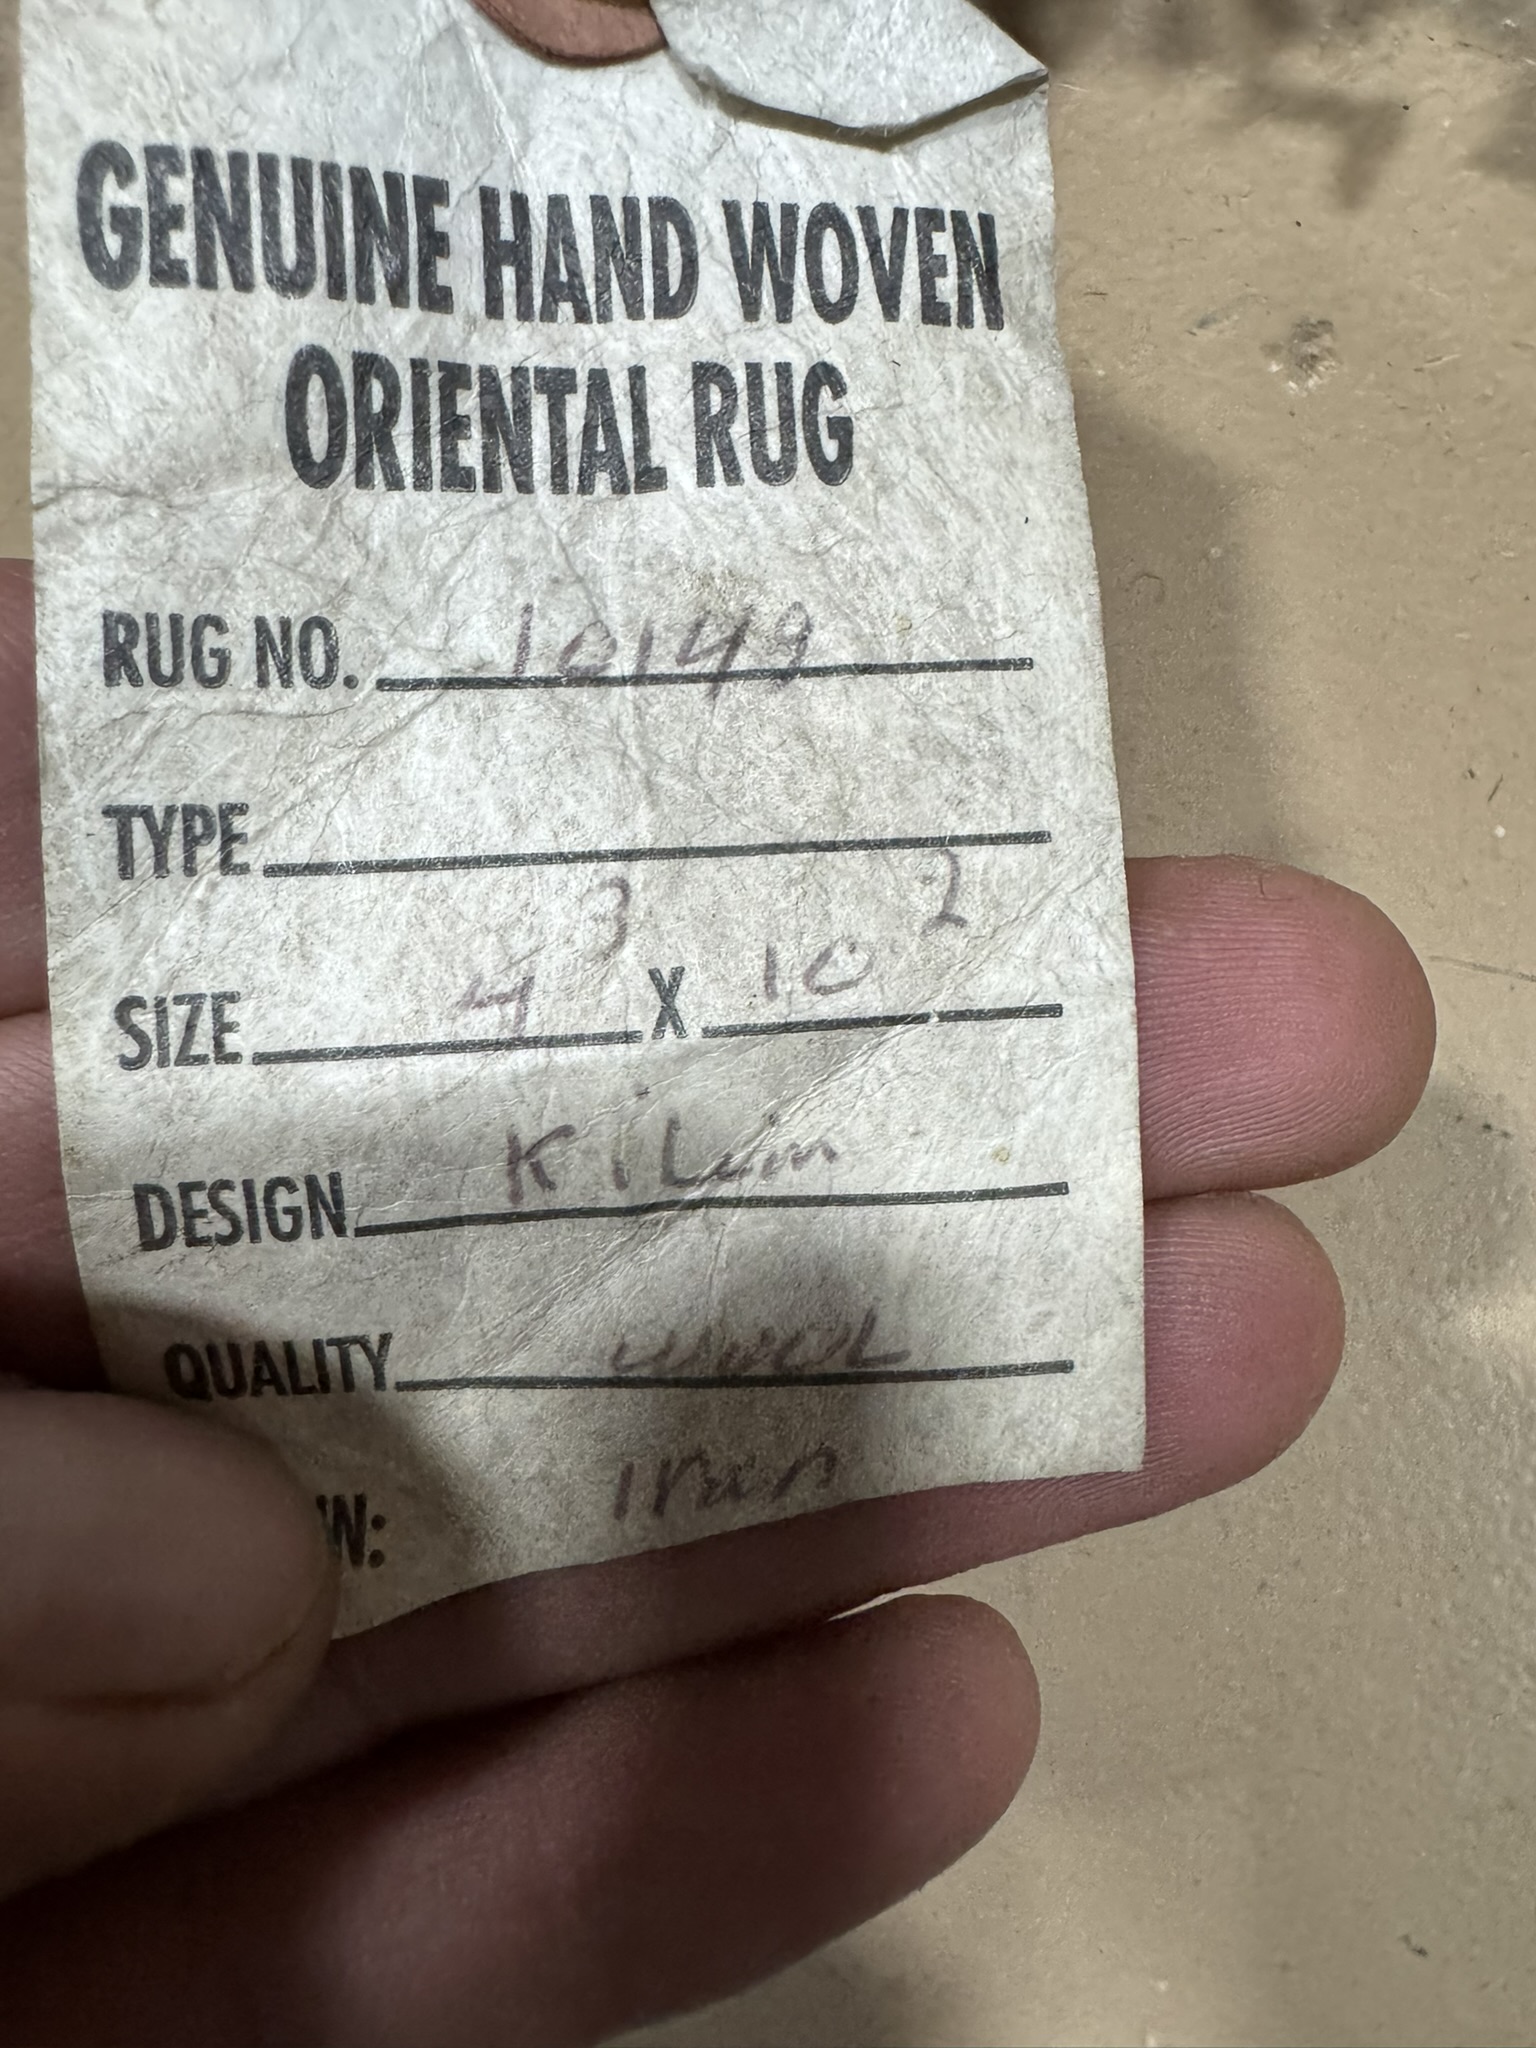 GENUINE HAND WOVEN
ORIENTAL RUG
RUG NO. 10149
TYPE
SIZE 4 3 X 10 2
DESIGN Kilim
QUALITY wool
Iran